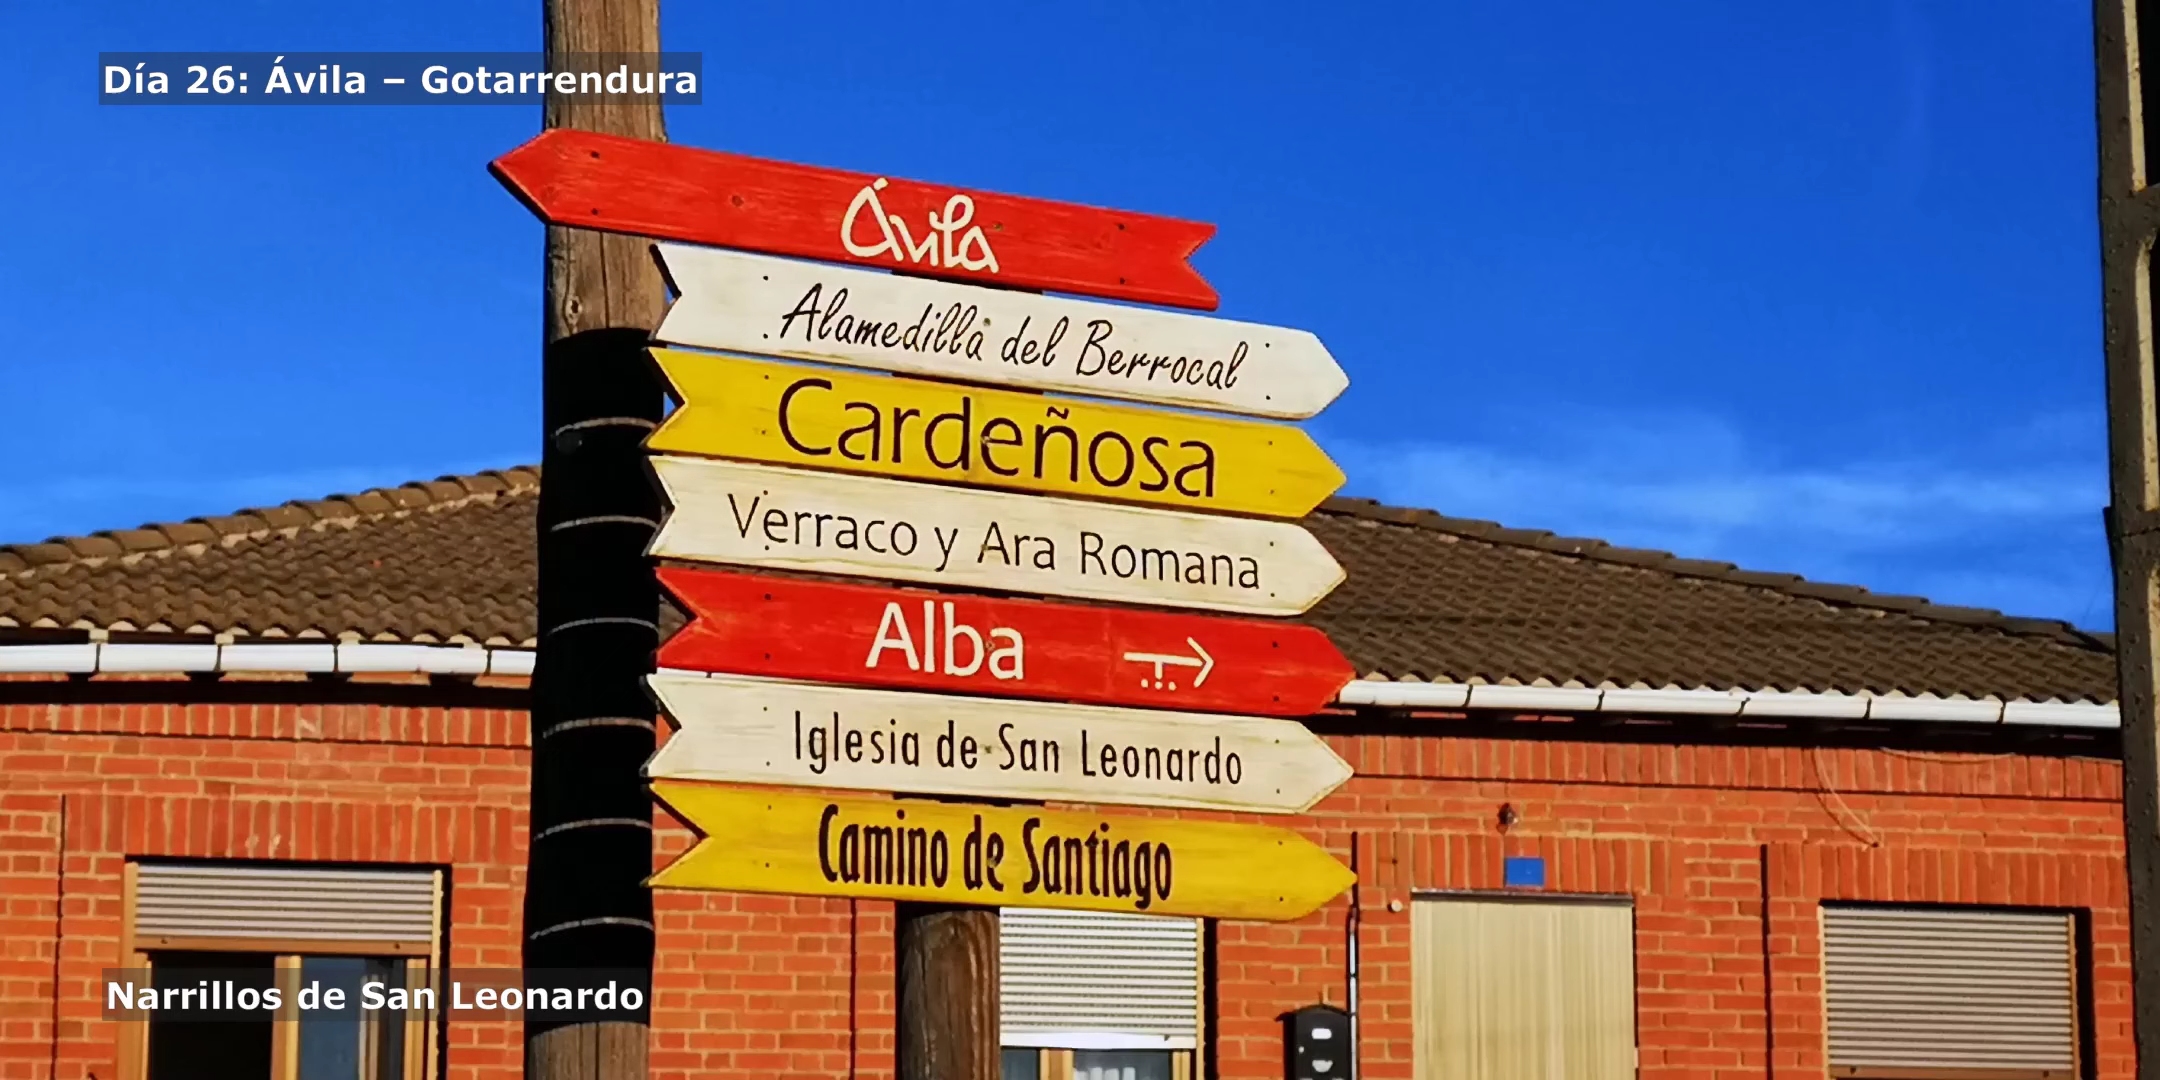 Día 26: Ávila – Gotarrendura
Ávila
Alamedilla del Berrocal
Cardeñosa
Verraco y Ara Romana
Alba
Iglesia de San Leonardo
Camino de Santiago
Narrillos de San Leonardo